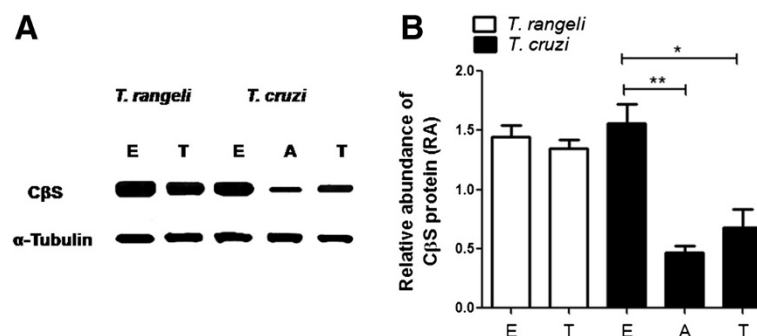 A
T. rangeli T. cruzi
E T E A T
CβS
α-Tubulin
B
T. rangeli
T. cruzi
*
**
Relative abundance of
CβS protein (RA)
2.0
1.5
1.0
0.5
0.0
E T E A T